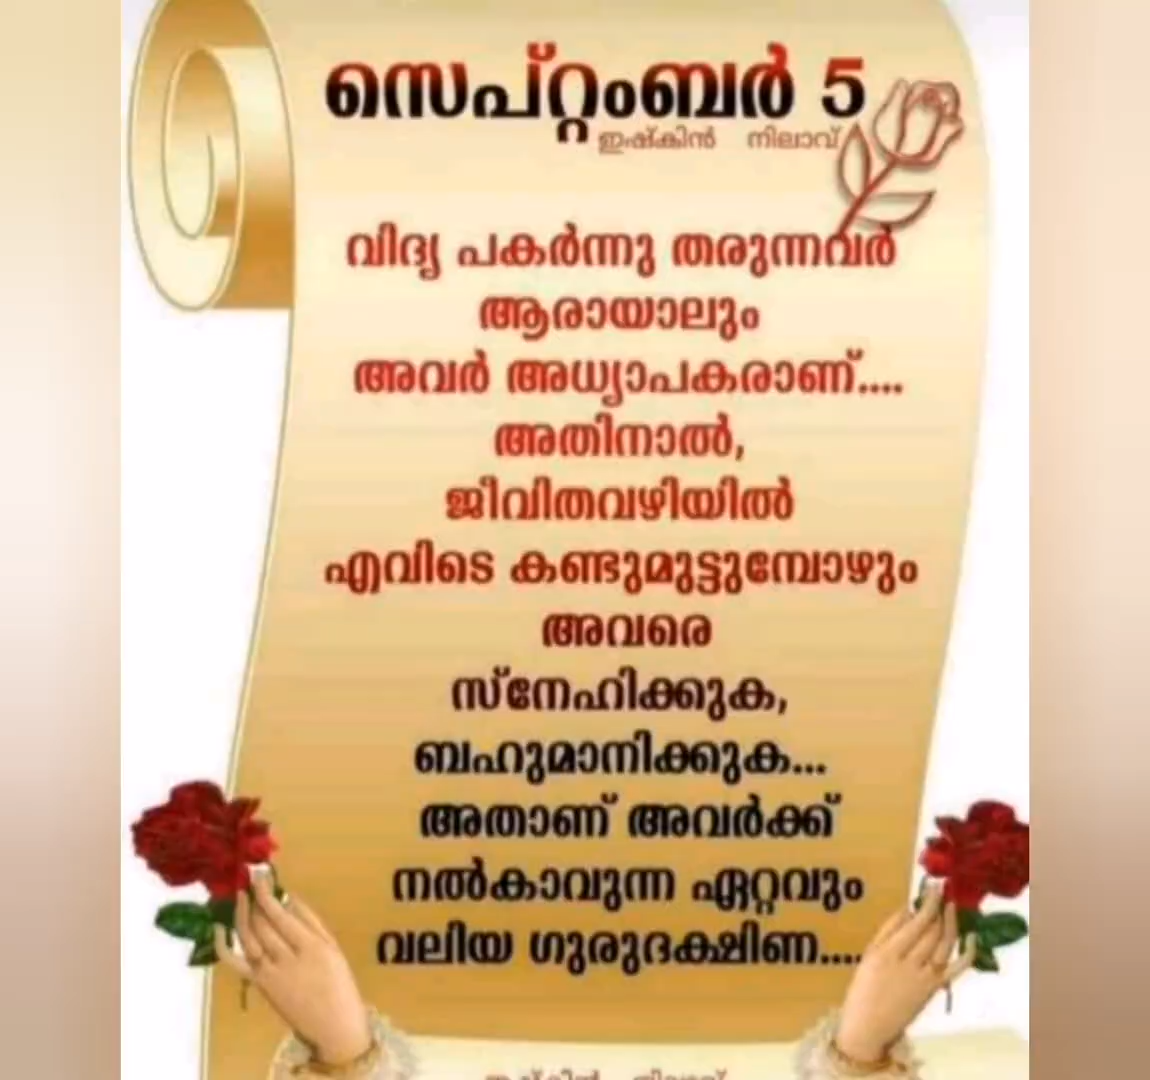 സെപ്റ്റംബർ 5
ഇഷ്കിൻ നിലാവ്
വിദ്യ പകർന്നു തരുന്നവർ
ആരായാലും
അവർ അധ്യാപകരാണ്....
അതിനാൽ,
ജീവിതവഴിയിൽ
എവിടെ കണ്ടുമുട്ടുമ്പോഴും
അവരെ
സ്നേഹിക്കുക,
ബഹുമാനിക്കുക...
അതാണ് അവർക്ക്
നൽകാവുന്ന ഏറ്റവും
വലിയ ഗുരുദക്ഷിണ....